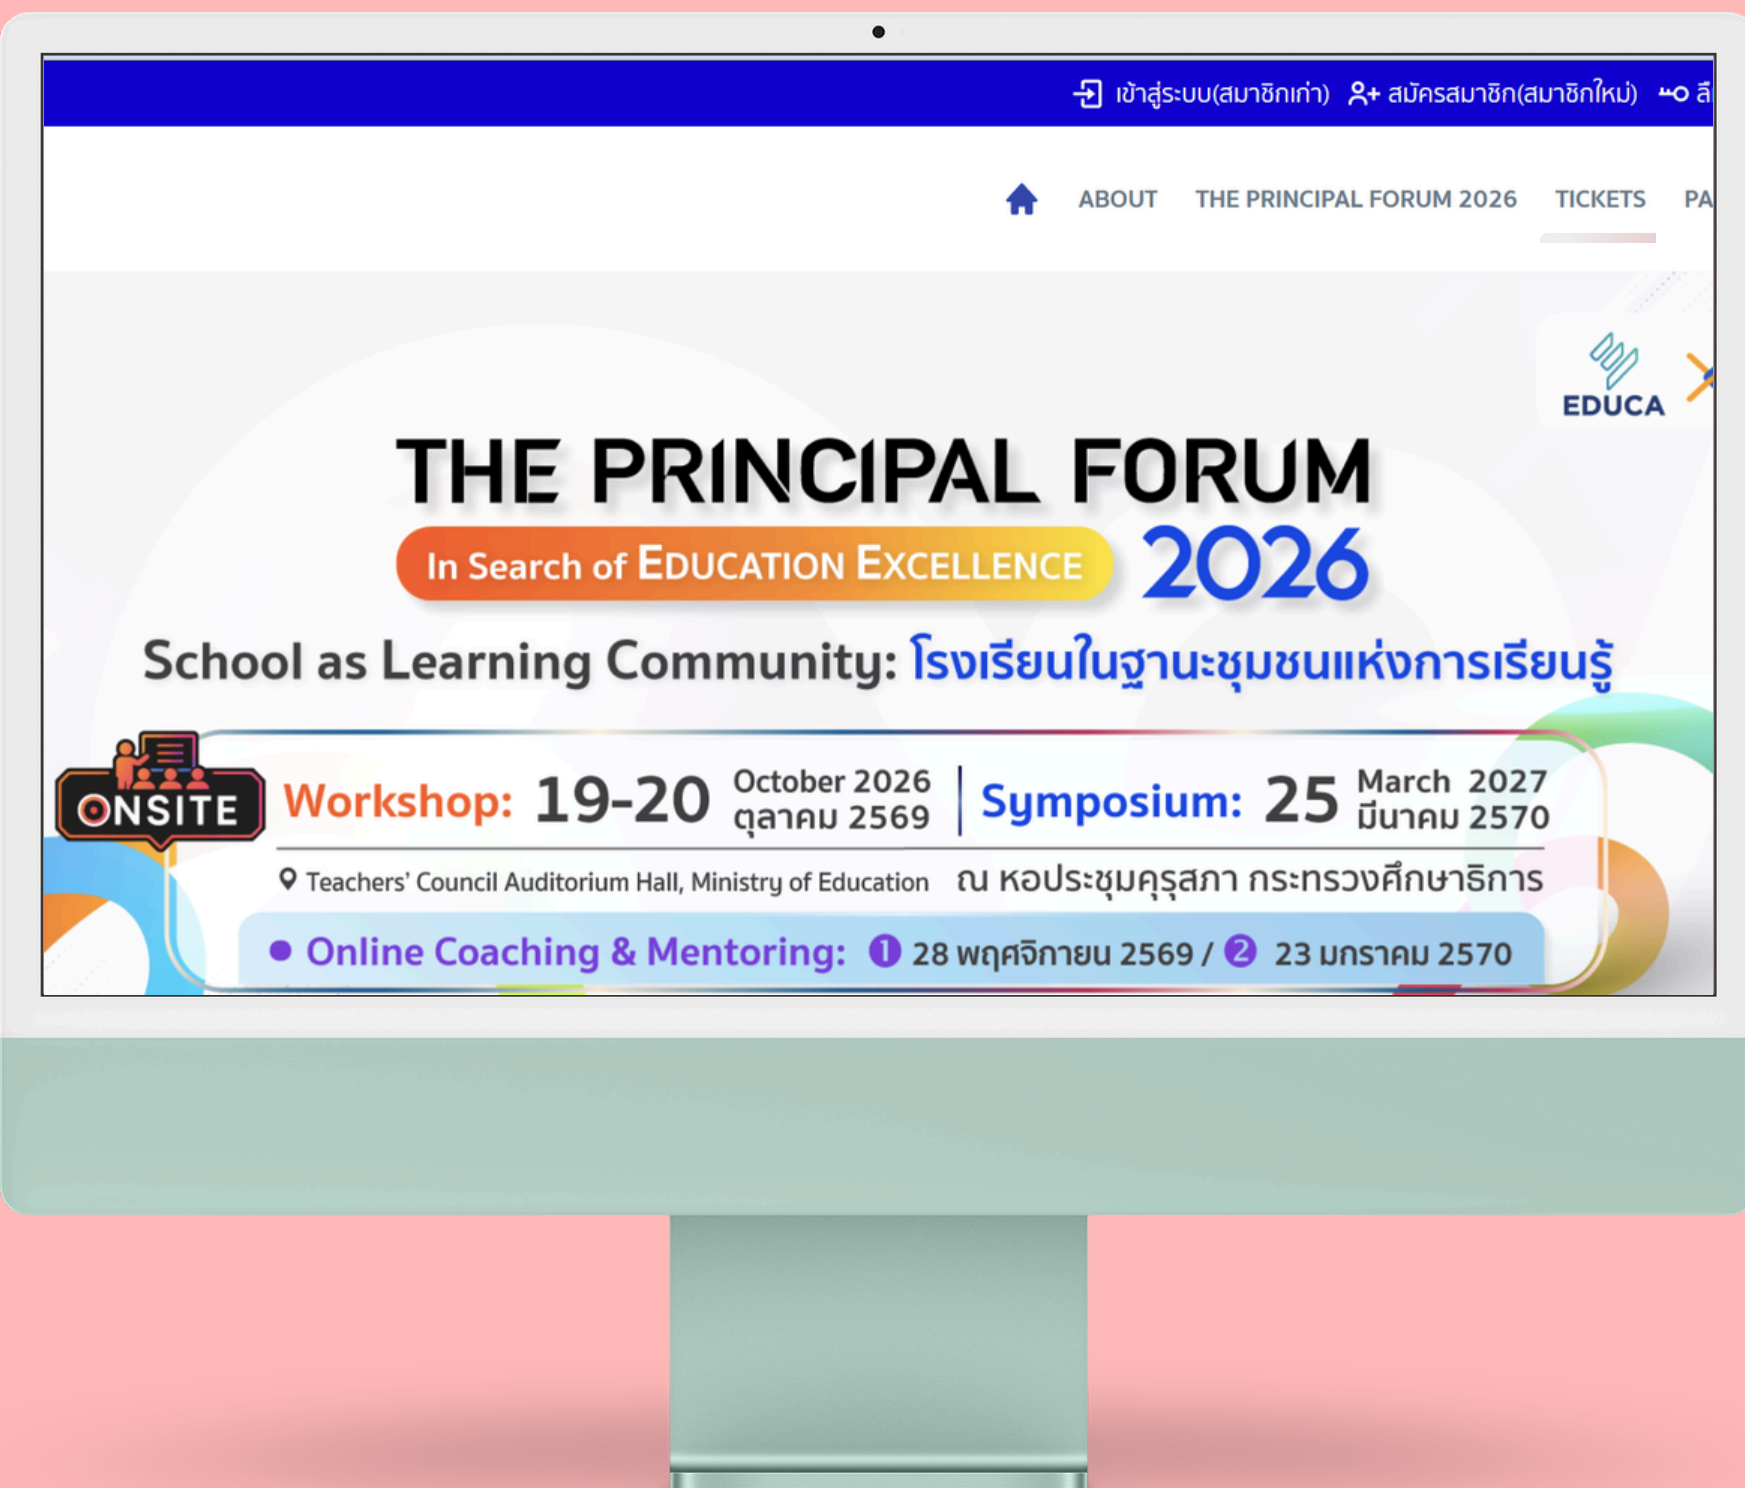 เข้าสู่ระบบ(สมาชิกเก่า) สมัครสมาชิก(สมาชิกใหม่)
ABOUT THE PRINCIPAL FORUM 2026 TICKETS PA
EDUCA
THE PRINCIPAL FORUM
In Search of EDUCATION EXCELLENCE 2026
School as Learning Community: โรงเรียนในฐานะชุมชนแห่งการเรียนรู้
ONSITE
Workshop: 19-20 October 2026 ตุลาคม 2569 Symposium: 25 March 2027 มีนาคม 2570
Teachers' Council Auditorium Hall, Ministry of Education ณ หอประชุมคุรุสภา กระทรวงศึกษาธิการ
Online Coaching & Mentoring: 1 28 พฤศจิกายน 2569 / 2 23 มกราคม 2570